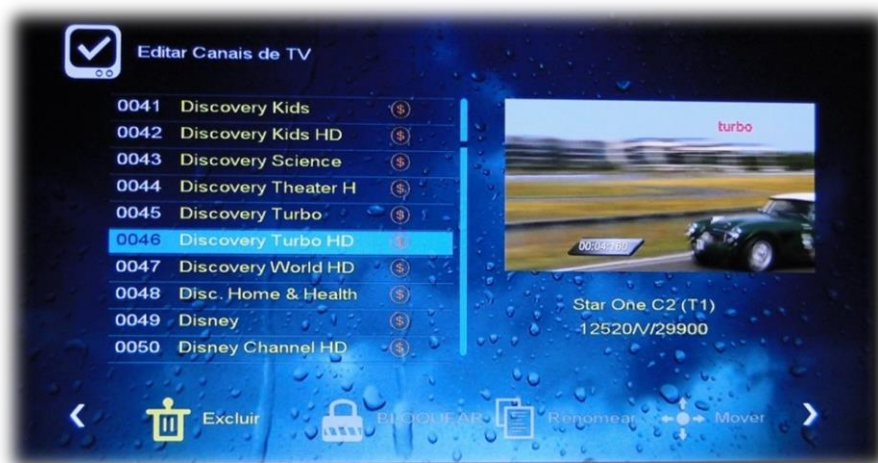 Editar Canais de TV
0041 Discovery Kids $
0042 Discovery Kids HD $
0043 Discovery Science $
0044 Discovery Theater H $
0045 Discovery Turbo $
0046 Discovery Turbo HD $
0047 Discovery World HD $
0048 Disc. Home & Health $
0049 Disney $
0050 Disney Channel HD $
turbo
00:04:260
Star One C2 (T1)
12520/V/29900
Excluir BLOQUEAR Renomear Mover